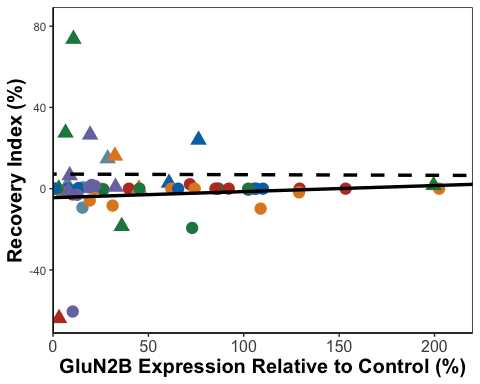 80
40
0
-40
Recovery Index (%)
0 50 100 150 200
GluN2B Expression Relative to Control (%)